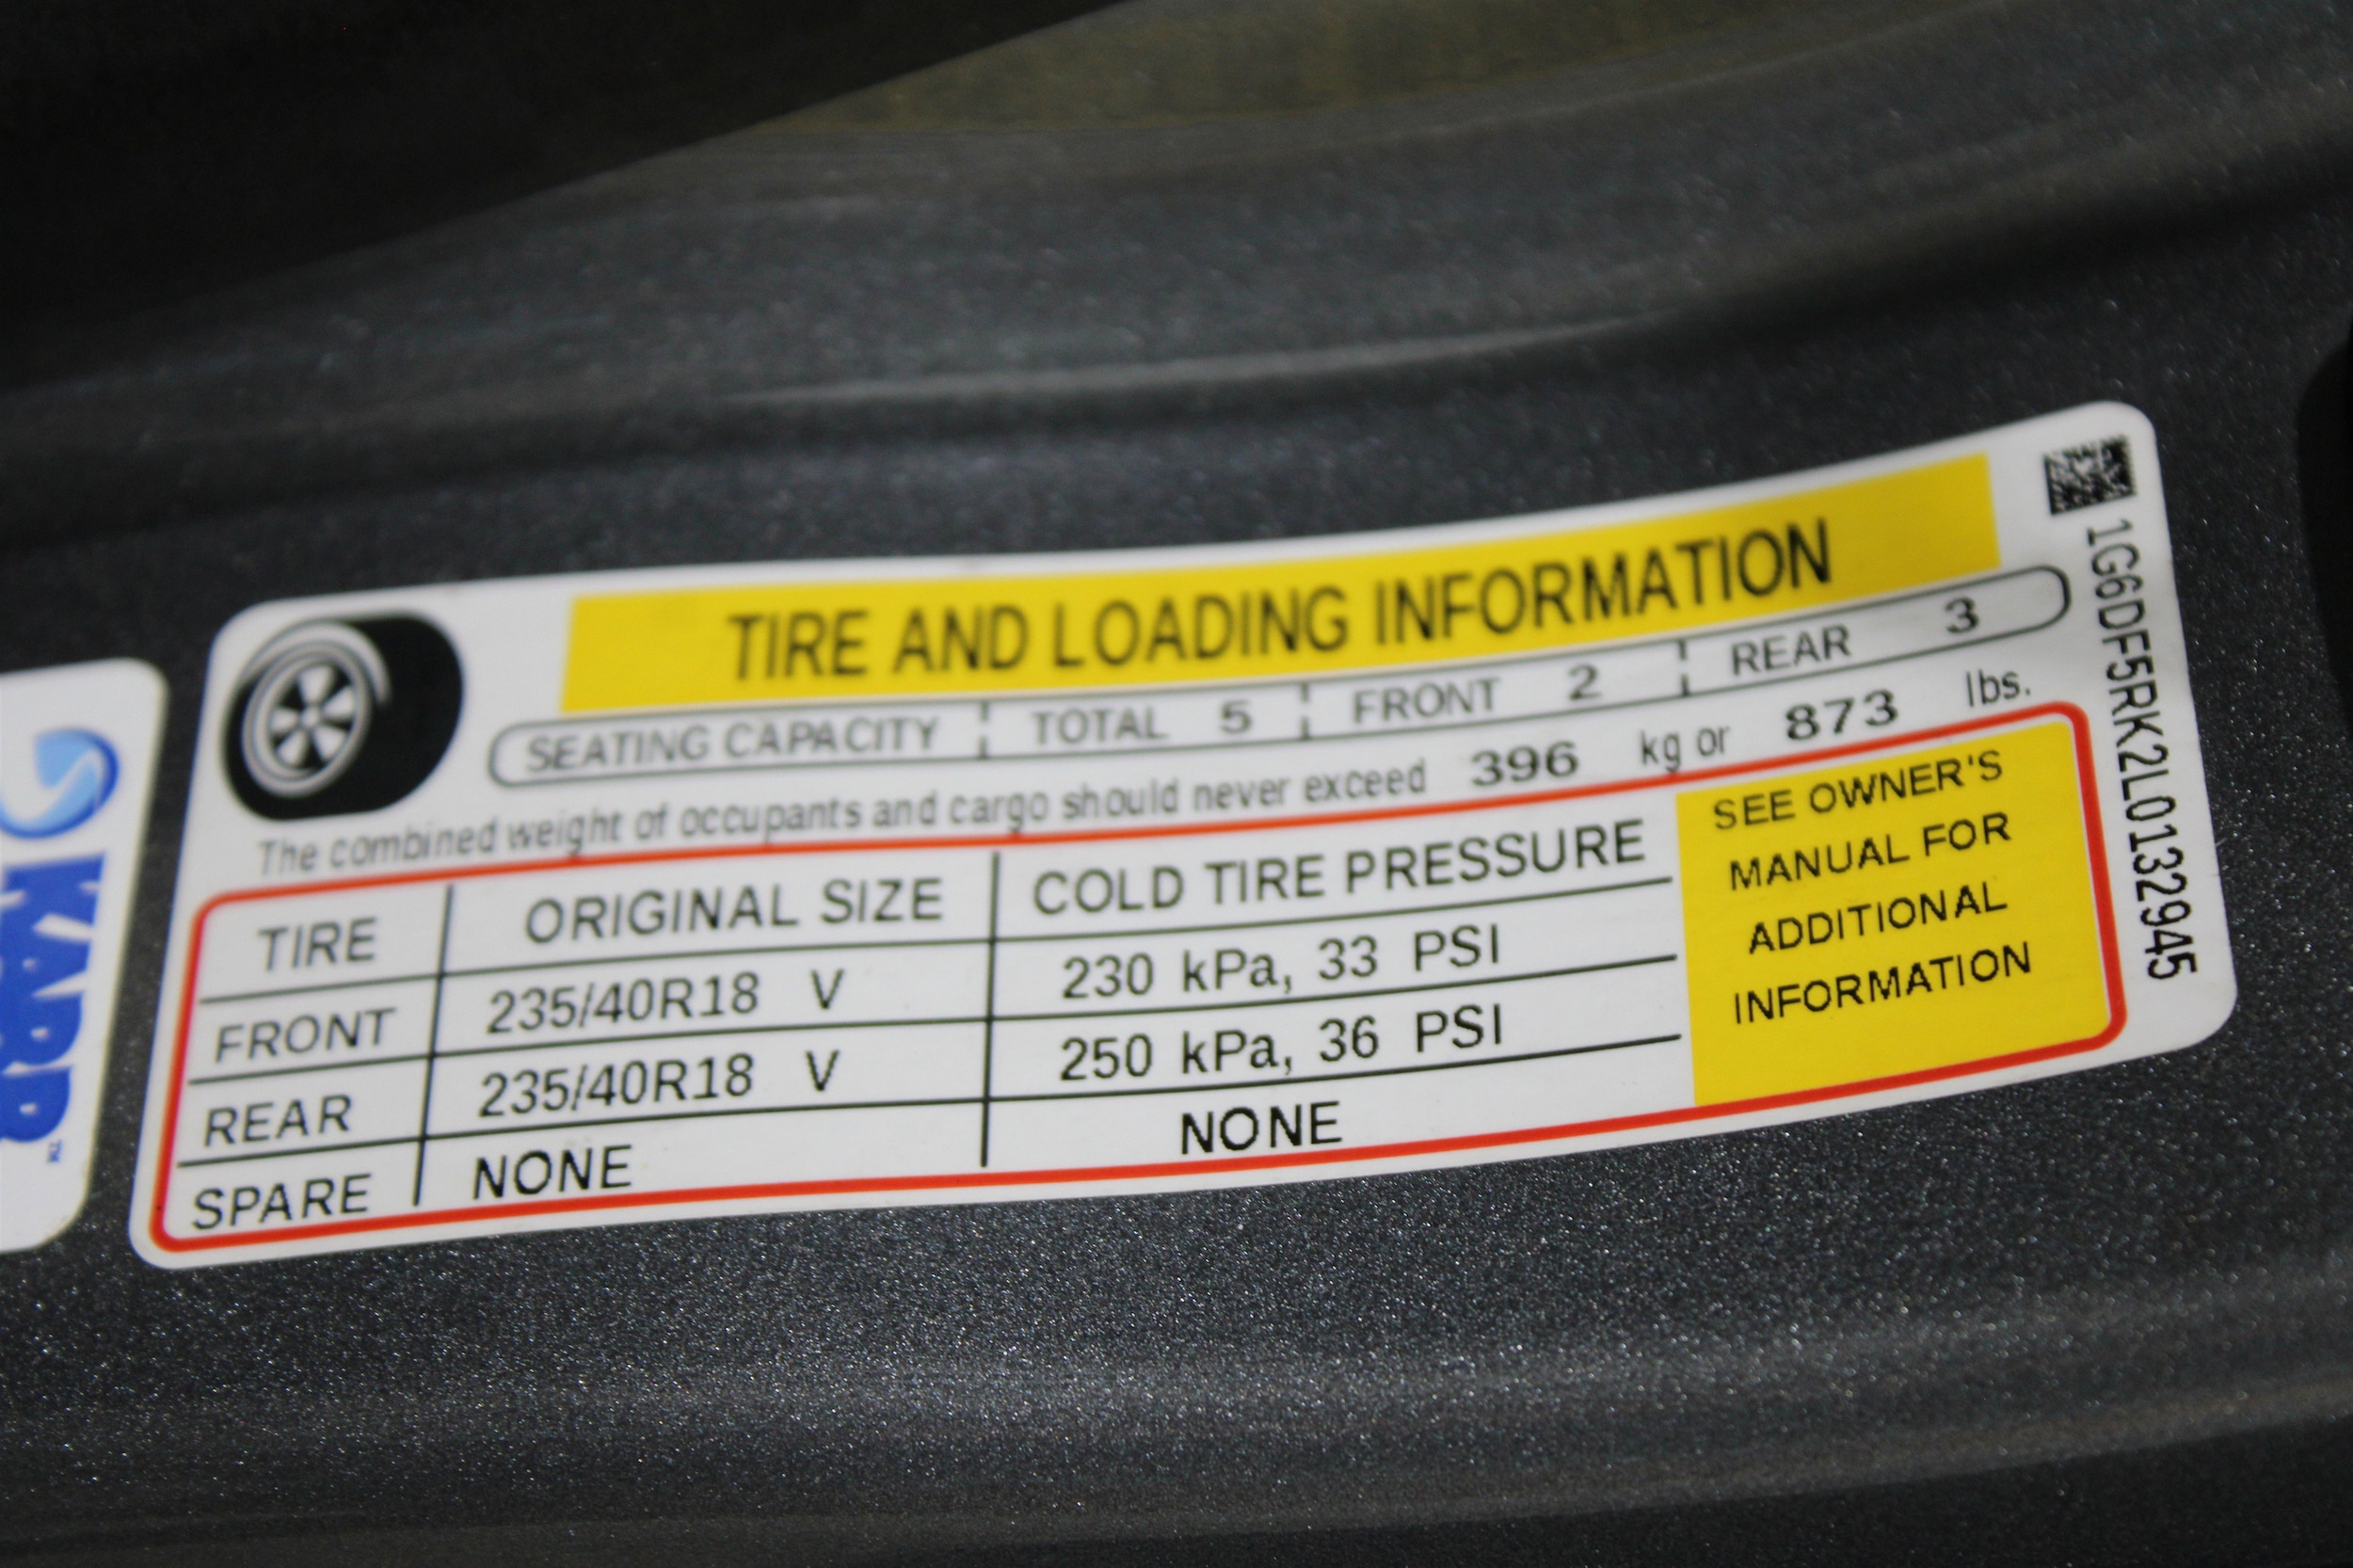 TIRE AND LOADING INFORMATION
SEATING CAPACITY TOTAL 5 FRONT 2 REAR 3
The combined weight of occupants and cargo should never exceed 396 kg or 873 lbs.
TIRE ORIGINAL SIZE COLD TIRE PRESSURE
FRONT 235/40R18 V 230 kPa, 33 PSI
REAR 235/40R18 V 250 kPa, 36 PSI
SPARE NONE NONE
SEE OWNER'S
MANUAL FOR
ADDITIONAL
INFORMATION
1G6DF5RK2L0132945
KARR™